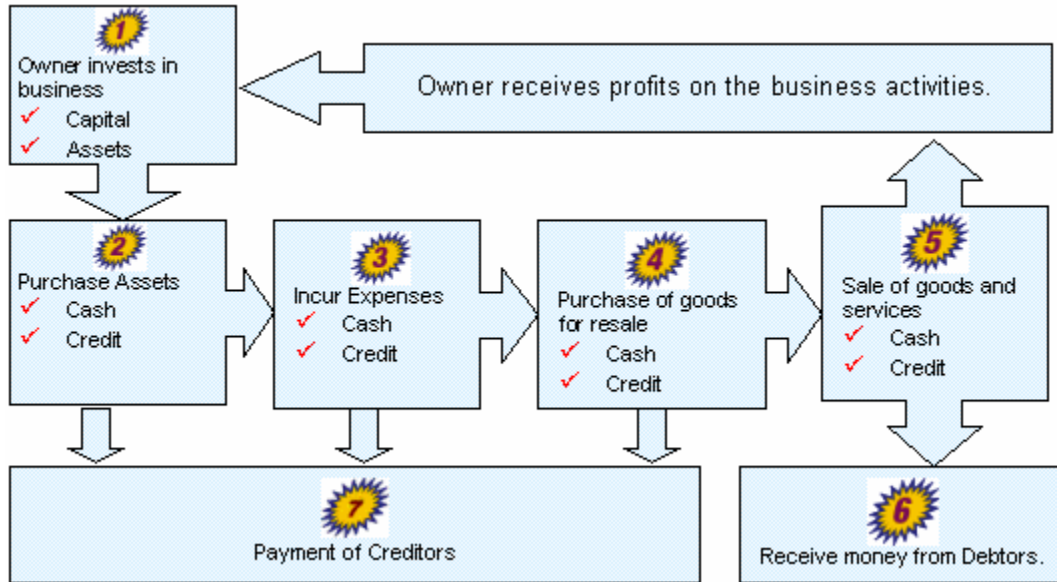 1
Owner invests in
business
Capital
Assets
Owner receives profits on the business activities.
2
Purchase Assets
Cash
Credit
3
Incur Expenses
Cash
Credit
4
Purchase of goods
for resale
Cash
Credit
5
Sale of goods and
services
Cash
Credit
7
Payment of Creditors
6
Receive money from Debtors.